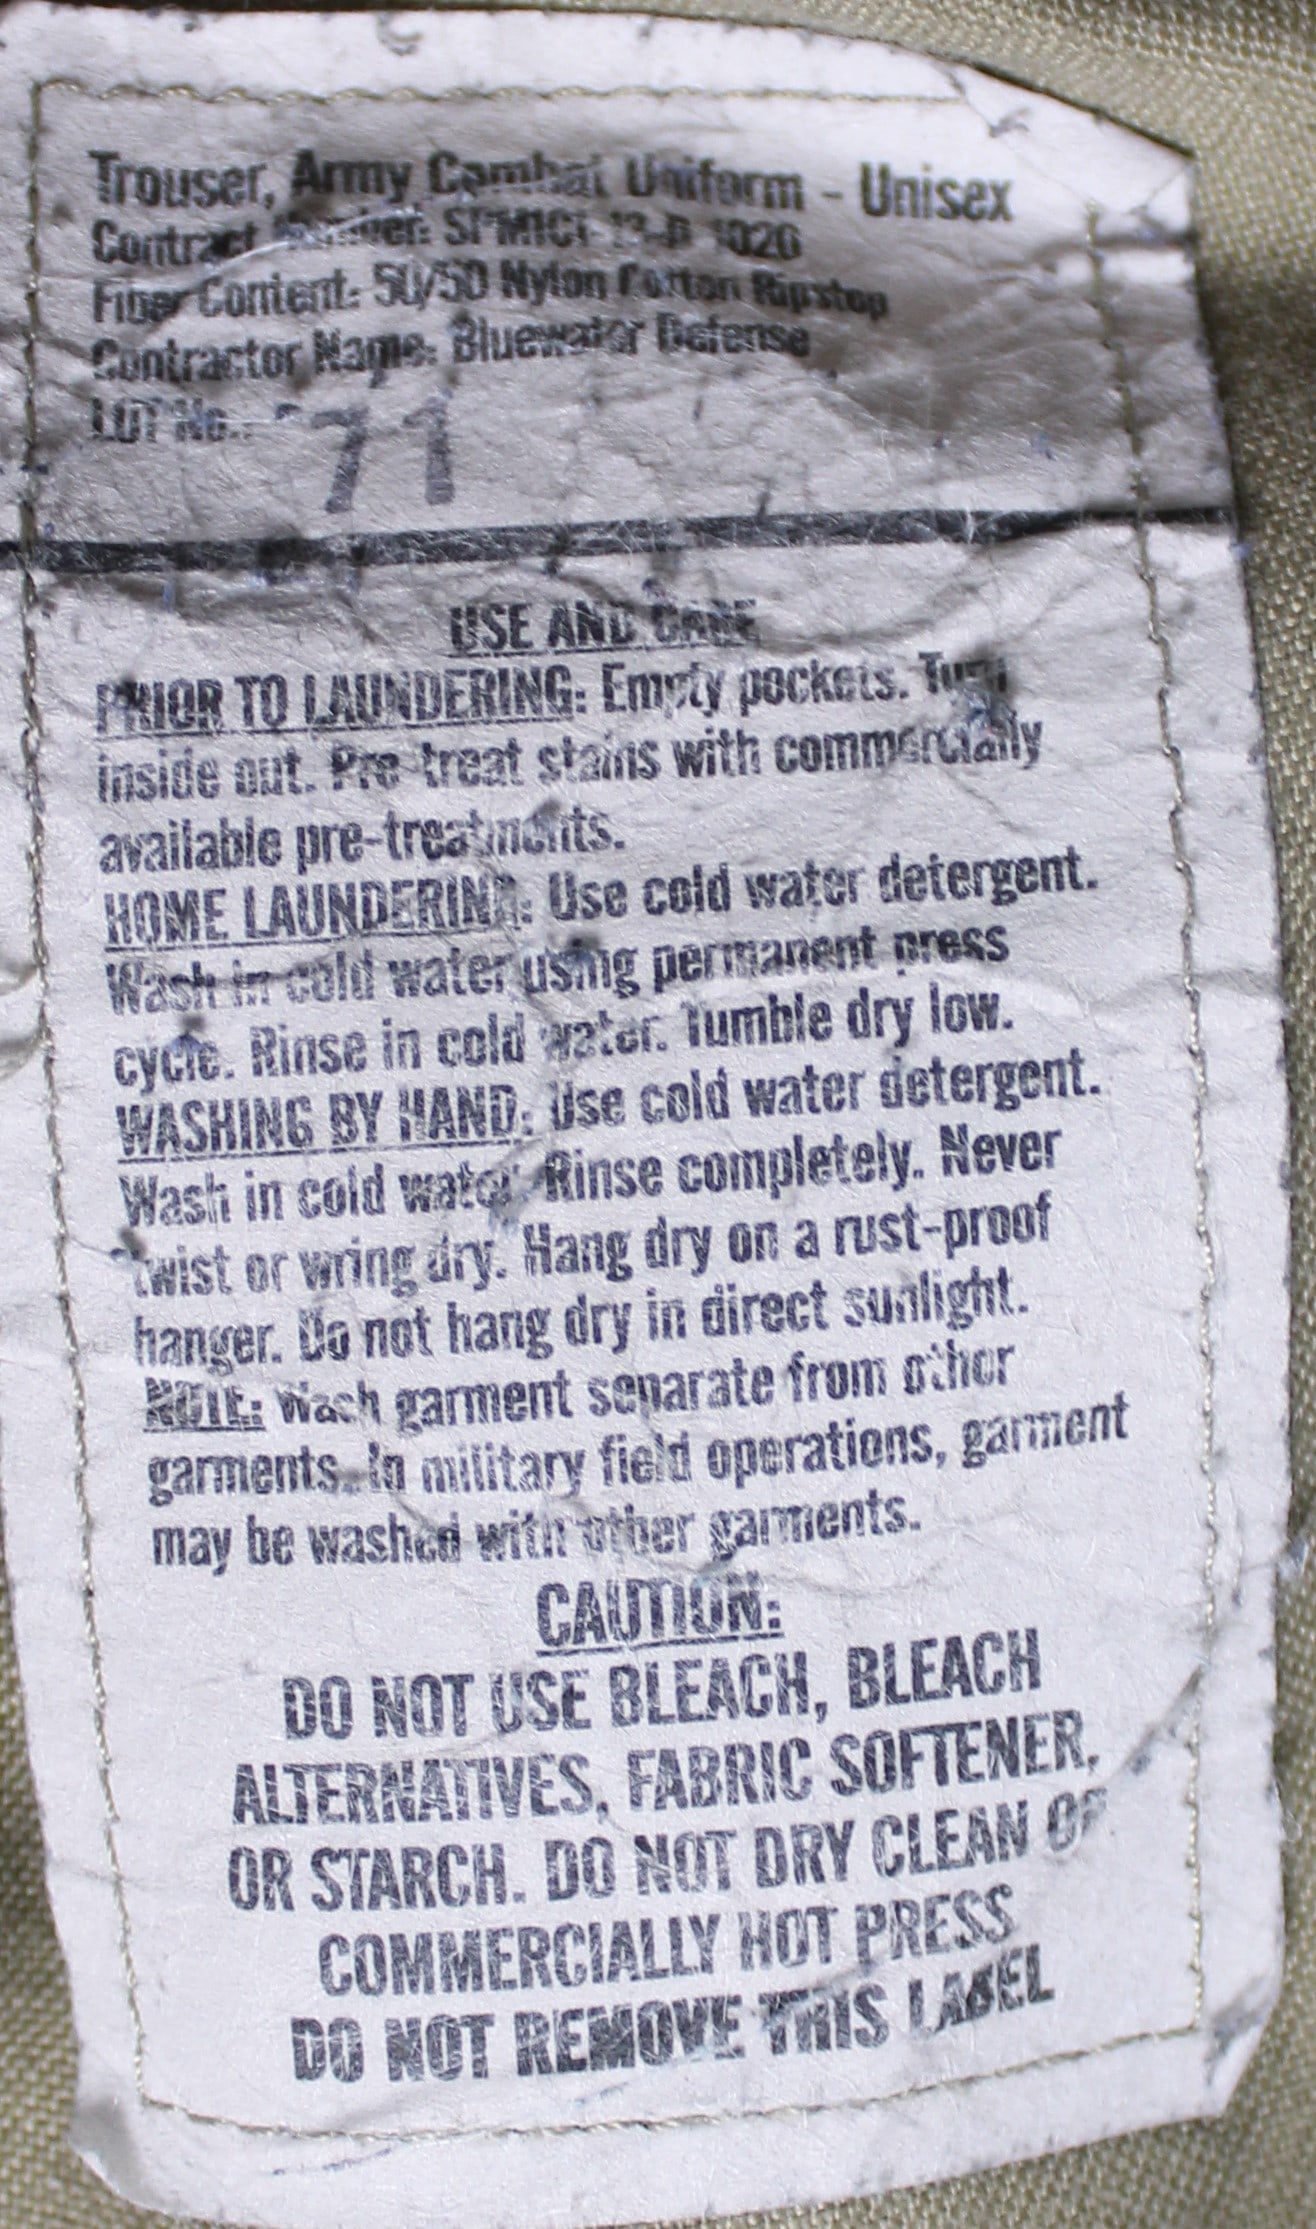 Trouser, Army Combat Uniform - Unisex
Contract Number: SPM1C1-13-D-1026
Fiber Content: 50/50 Nylon Cotton Ripstop
Contractor Name: Bluewater Defense
LOT No.: 71
USE AND CARE
PRIOR TO LAUNDERING: Empty pockets. Turn
inside out. Pre-treat stains with commercially
available pre-treatments.
HOME LAUNDERING: Use cold water detergent.
Wash in cold water using permanent press
cycle. Rinse in cold water. Tumble dry low.
WASHING BY HAND: Use cold water detergent.
Wash in cold water. Rinse completely. Never
twist or wring dry. Hang dry on a rust-proof
hanger. Do not hang dry in direct sunlight.
NOTE: Wash garment separate from other
garments. In military field operations, garment
may be washed with other garments.
CAUTION:
DO NOT USE BLEACH, BLEACH
ALTERNATIVES, FABRIC SOFTENER,
OR STARCH. DO NOT DRY CLEAN OR
COMMERCIALLY HOT PRESS
DO NOT REMOVE THIS LABEL